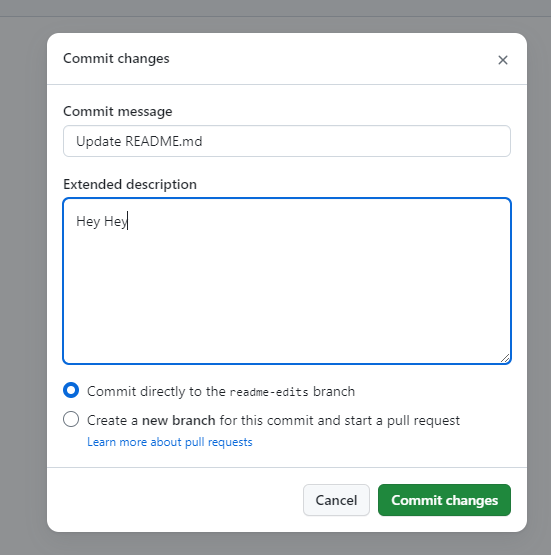 Commit changes
Commit message
Update README.md
Extended description
Hey Hey
Commit directly to the readme-edits branch
Create a new branch for this commit and start a pull request
Learn more about pull requests
Cancel
Commit changes